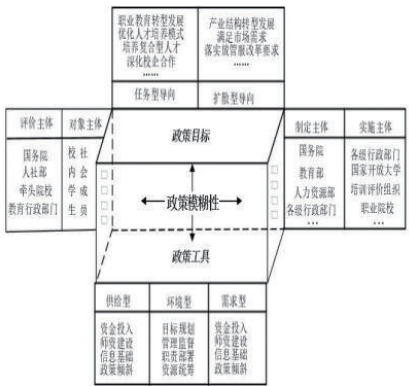 职业教育转型发展
优化人才培养模式
培养复合型人才
深化校企合作
……
产业结构转型发展
满足市场需求
落实放管服改革要求
……
任务型导向
扩散型导向
评价主体
对象主体
国务院
人社部
牵头院校
教育行政部门
校 社
内 会
学 成
生 员
政策目标
政策模糊性
政策工具
制定主体
实施主体
国务院
教育部
人力资源部
各级行政部门
…
各级行政部门
国家开放大学
培训评价组织
职业院校
…
供给型
环境型
需求型
资金投入
师资建设
信息基础
政策倾斜
目标规划
管理监督
职责部署
资源统筹
资金投入
师资建设
信息基础
政策倾斜